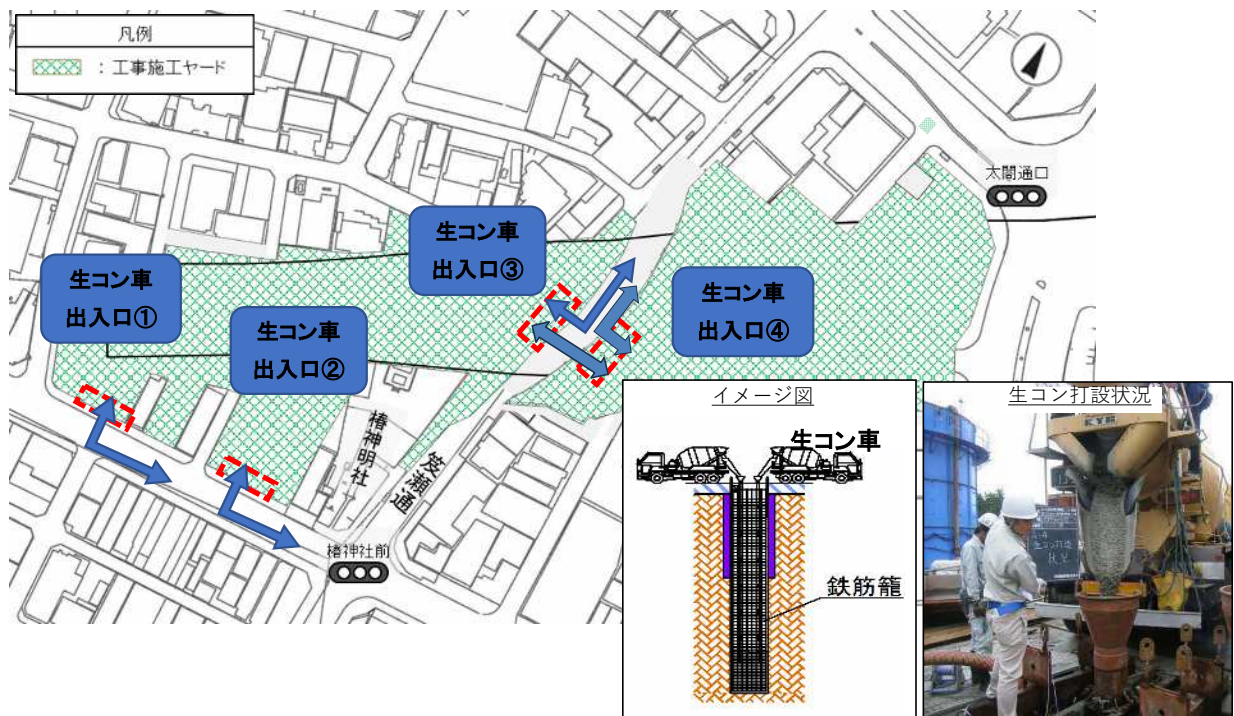 凡例
：工事施工ヤード
太閤通口
生コン車
出入口③
生コン車
出入口①
生コン車
出入口④
生コン車
出入口②
椿神明社
笈瀬通
椿神社前
イメージ図
生コン車
鉄筋籠
生コン打設状況
KYB